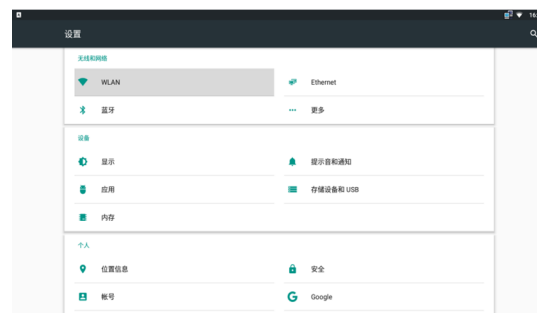 设置
无线和网络
WLAN
Ethernet
蓝牙
更多
设备
显示
提示音和通知
应用
存储设备和 USB
内存
个人
位置信息
安全
帐号
Google